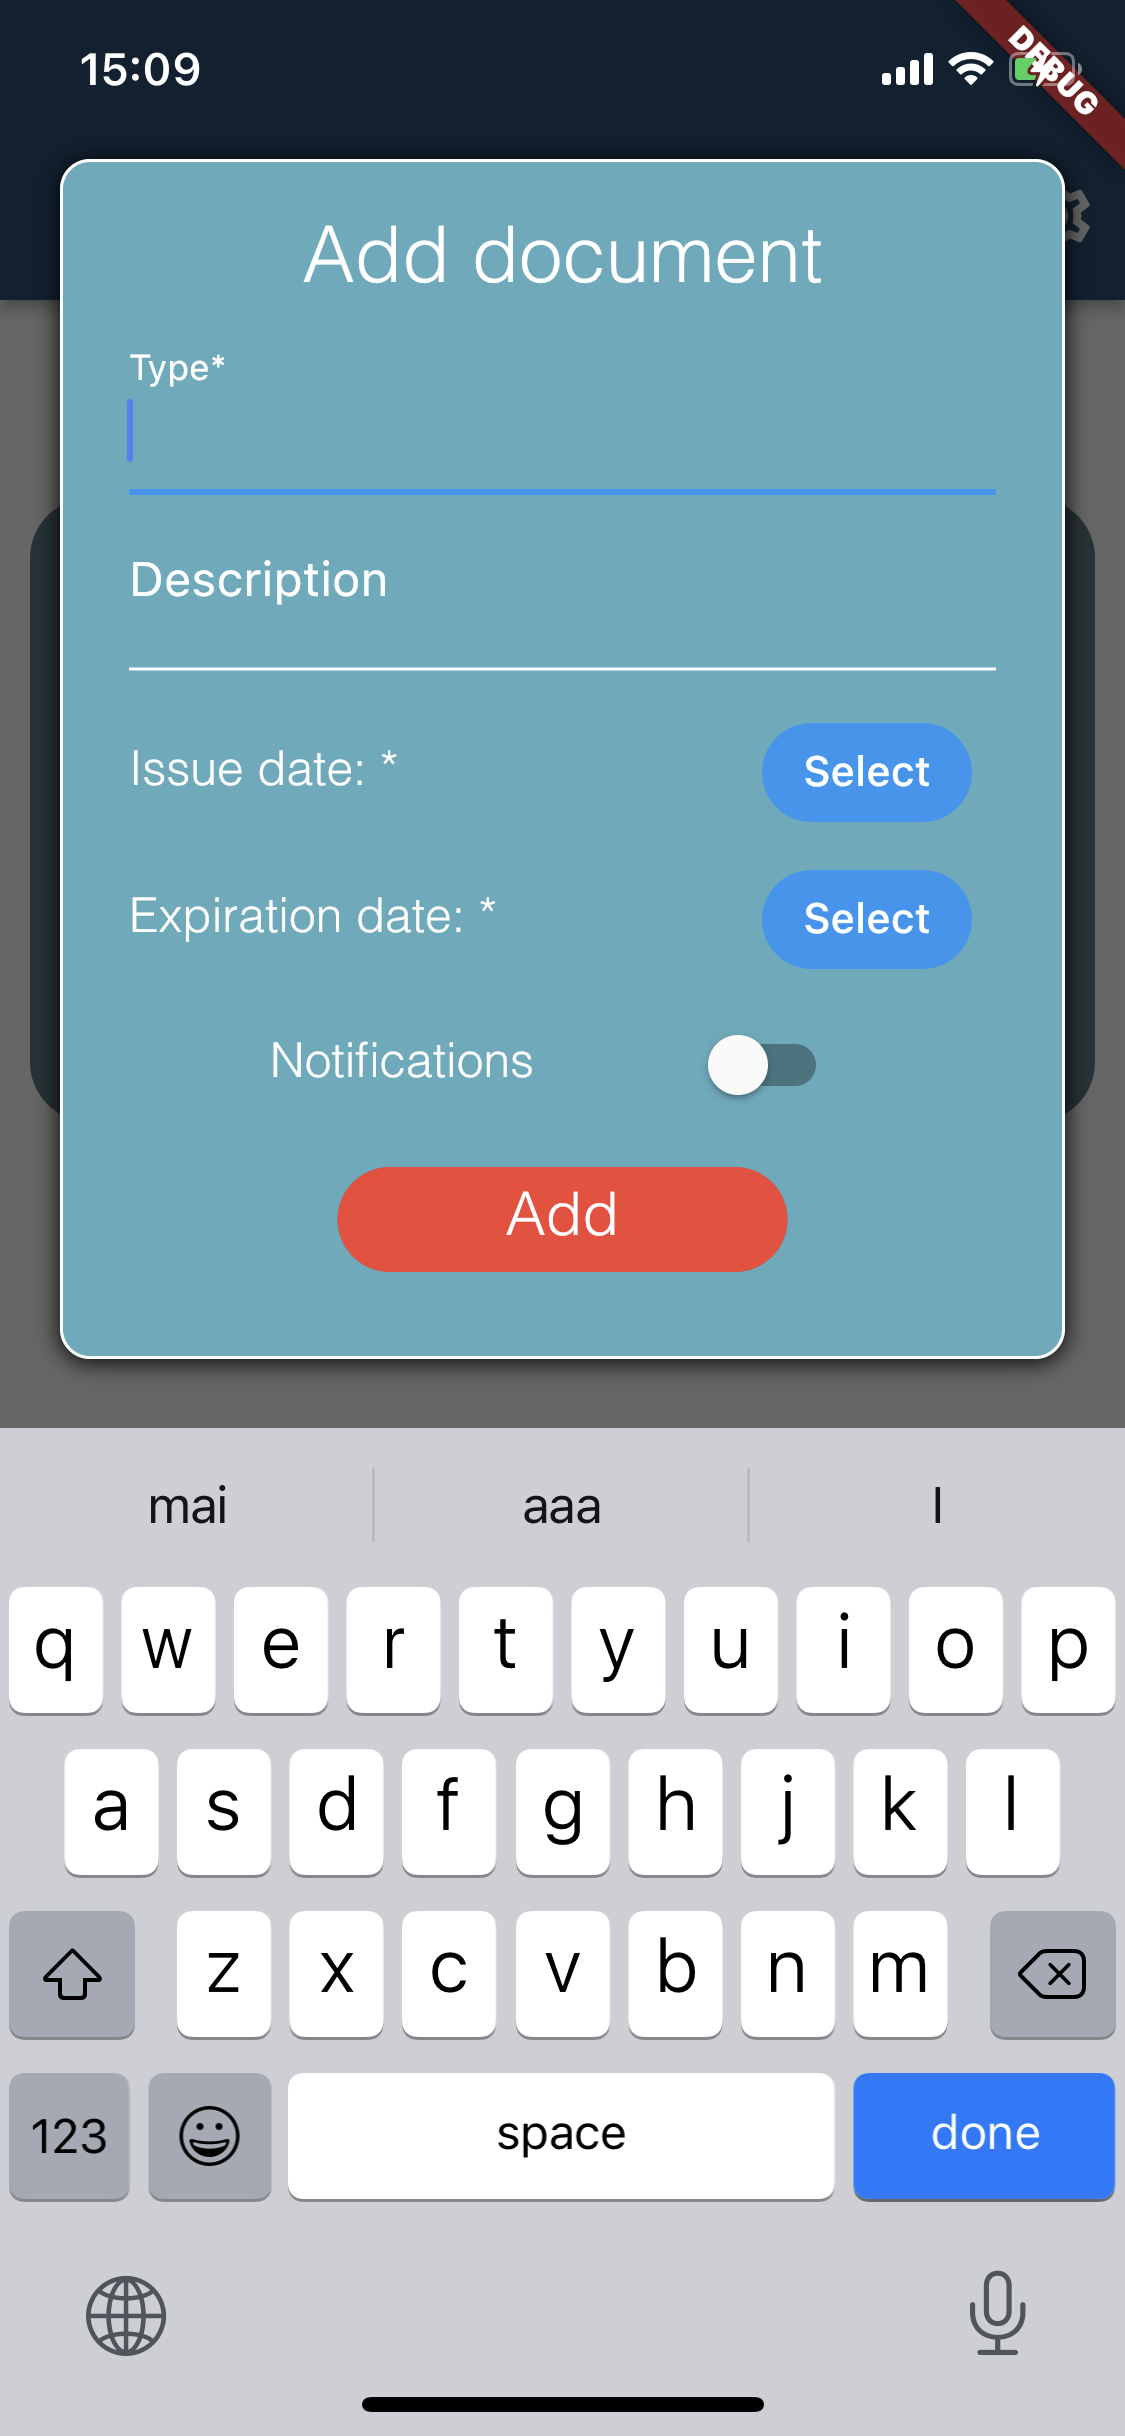 15:09
DEBUG
Add document
Type*
Description
Issue date: *
Select
Expiration date: *
Select
Notifications
Add
mai
aaa
I
q w e r t y u i o p
a s d f g h j k l
z x c v b n m
123
space
done